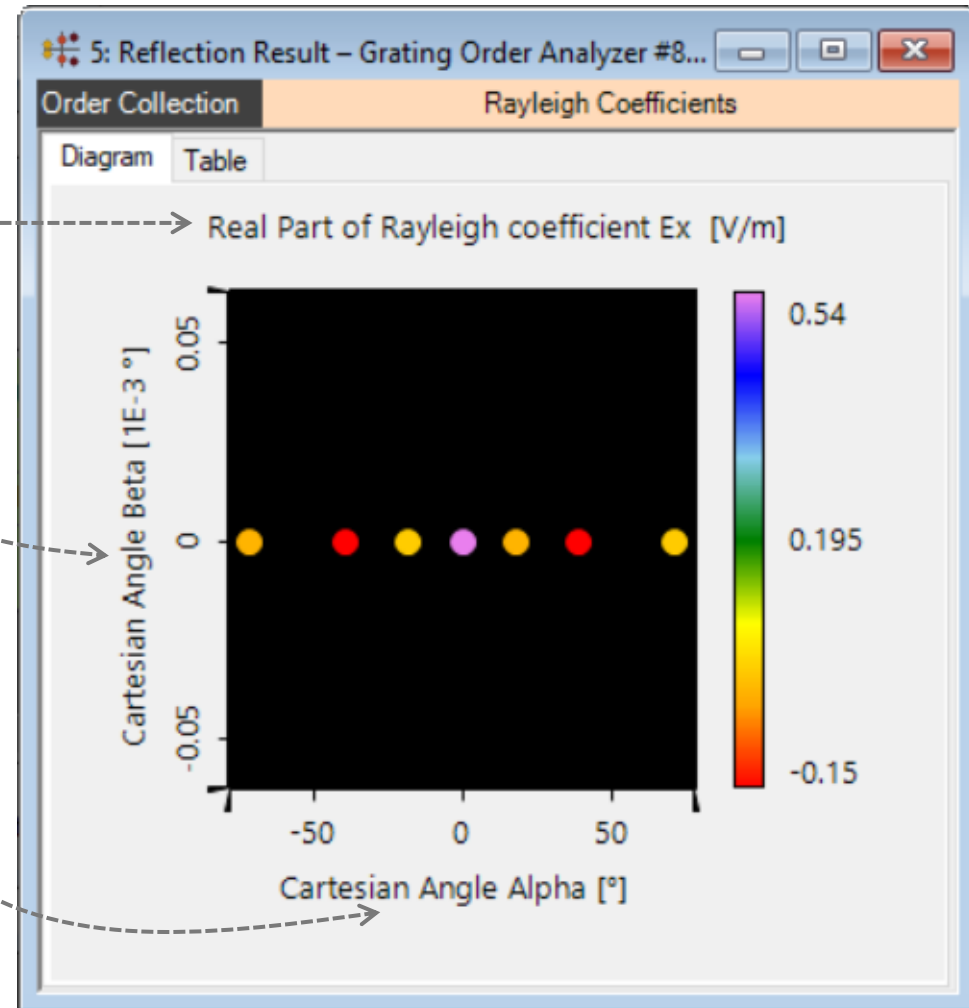 5: Reflection Result – Grating Order Analyzer #8...
Order Collection
Rayleigh Coefficients
Diagram
Table
Real Part of Rayleigh coefficient Ex [V/m]
0.05
0
-0.05
Cartesian Angle Beta [1E-3 °]
0.54
0.195
-0.15
-50
0
50
Cartesian Angle Alpha [°]